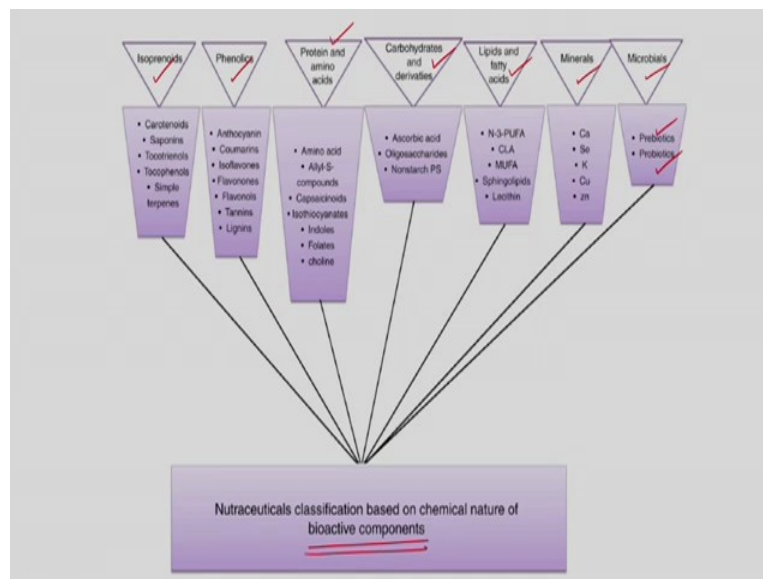 Isoprenoids
Phenolics
Protein and
amino
acids
Carbohydrates
and
derivaties
Lipids and
fatty
acids
Minerals
Microbials
• Carotenoids
• Saponins
• Tocotrienols
• Tocophenols
• Simple
terpenes
• Anthocyanin
• Coumarins
• Isoflavones
• Flavonones
• Flavonols
• Tannins
• Lignins
• Amino acid
• Allyl-S-
compounds
• Capsaicinoids
• Isothiocyanates
• Indoles
• Folates
• choline
• Ascorbic acid
• Oligosaccharides
• Nonstarch PS
• N-3-PUFA
• CLA
• MUFA
• Sphingolipids
• Lecithin
• Ca
• Se
• K
• Cu
• zn
• Prebiotics
• Probiotics
Nutraceuticals classification based on chemical nature of
bioactive components